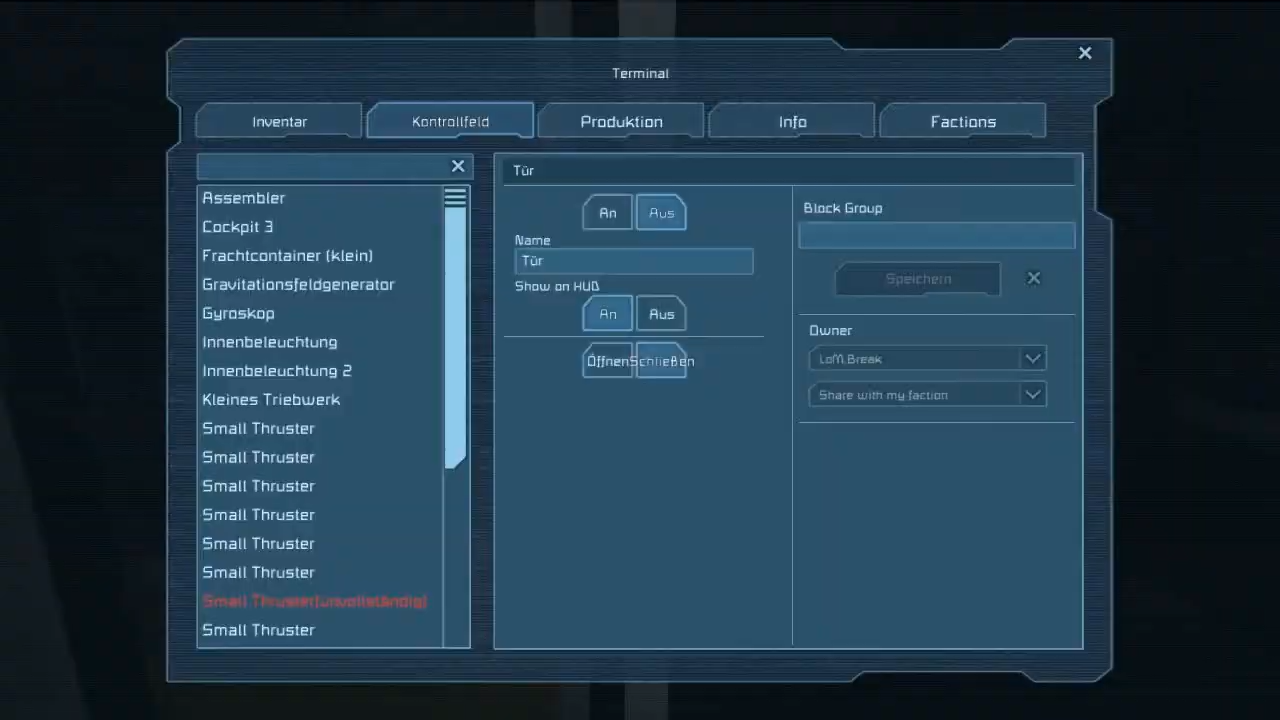 Terminal
Inventar
Kontrollfeld
Produktion
Info
Factions
Assembler
Cockpit 3
Frachtcontainer (klein)
Gravitationsfeldgenerator
Gyroskop
Innenbeleuchtung
Innenbeleuchtung 2
Kleines Triebwerk
Small Thruster
Small Thruster
Small Thruster
Small Thruster
Small Thruster
Small Thruster
Small Thruster(unvollständig)
Small Thruster
Tür
An Aus
Name
Tür
Show on HUD
An Aus
Öffnen Schließen
Block Group
Speichern
Owner
LoM.Break
Share with my faction